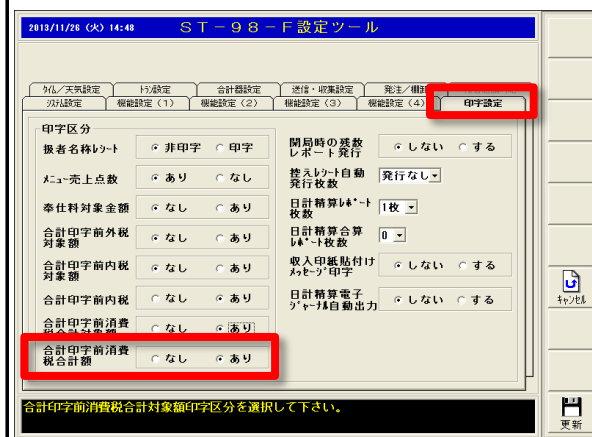 2013/11/26 (火) 14:48
ＳＴ－９８－Ｆ設定ツール
ﾀｲﾑ／天気設定
ﾄﾗﾝ設定
合計器設定
送信・収集設定
発注／棚卸
ｼｽﾃﾑ設定
機能設定（１）
機能設定（２）
機能設定（３）
機能設定（４）
印字設定
印字区分
扱者名称ﾚｼｰﾄ
非印字
印字
ﾒﾆｭｰ売上点数
あり
なし
奉仕料対象金額
なし
あり
合計印字前外税
対象額
なし
あり
合計印字前内税
対象額
なし
あり
合計印字前内税
なし
あり
合計印字前消費
税合計対象額
なし
あり
合計印字前消費
税合計額
なし
あり
開局時の残数
レポート発行
しない
する
控えﾚｼｰﾄ自動
発行枚数
発行なし
日計精算ﾚﾎﾟｰﾄ
枚数
1枚
日計精算合算
ﾚﾎﾟｰﾄ枚数
0
収入印紙貼付け
ﾒｯｾｰｼﾞ印字
しない
する
日計精算電子
ｼﾞｬｰﾅﾙ自動出力
しない
する
ｷｬﾝｾﾙ
更新
合計印字前消費税合計対象額印字区分を選択して下さい。